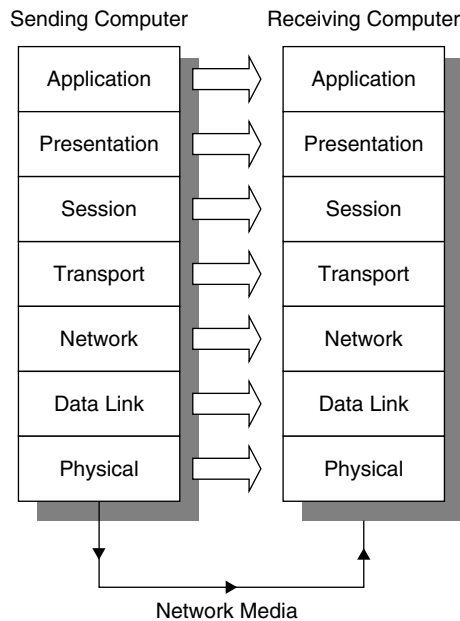 Sending Computer
Receiving Computer
Application
Application
Presentation
Presentation
Session
Session
Transport
Transport
Network
Network
Data Link
Data Link
Physical
Physical
Network Media